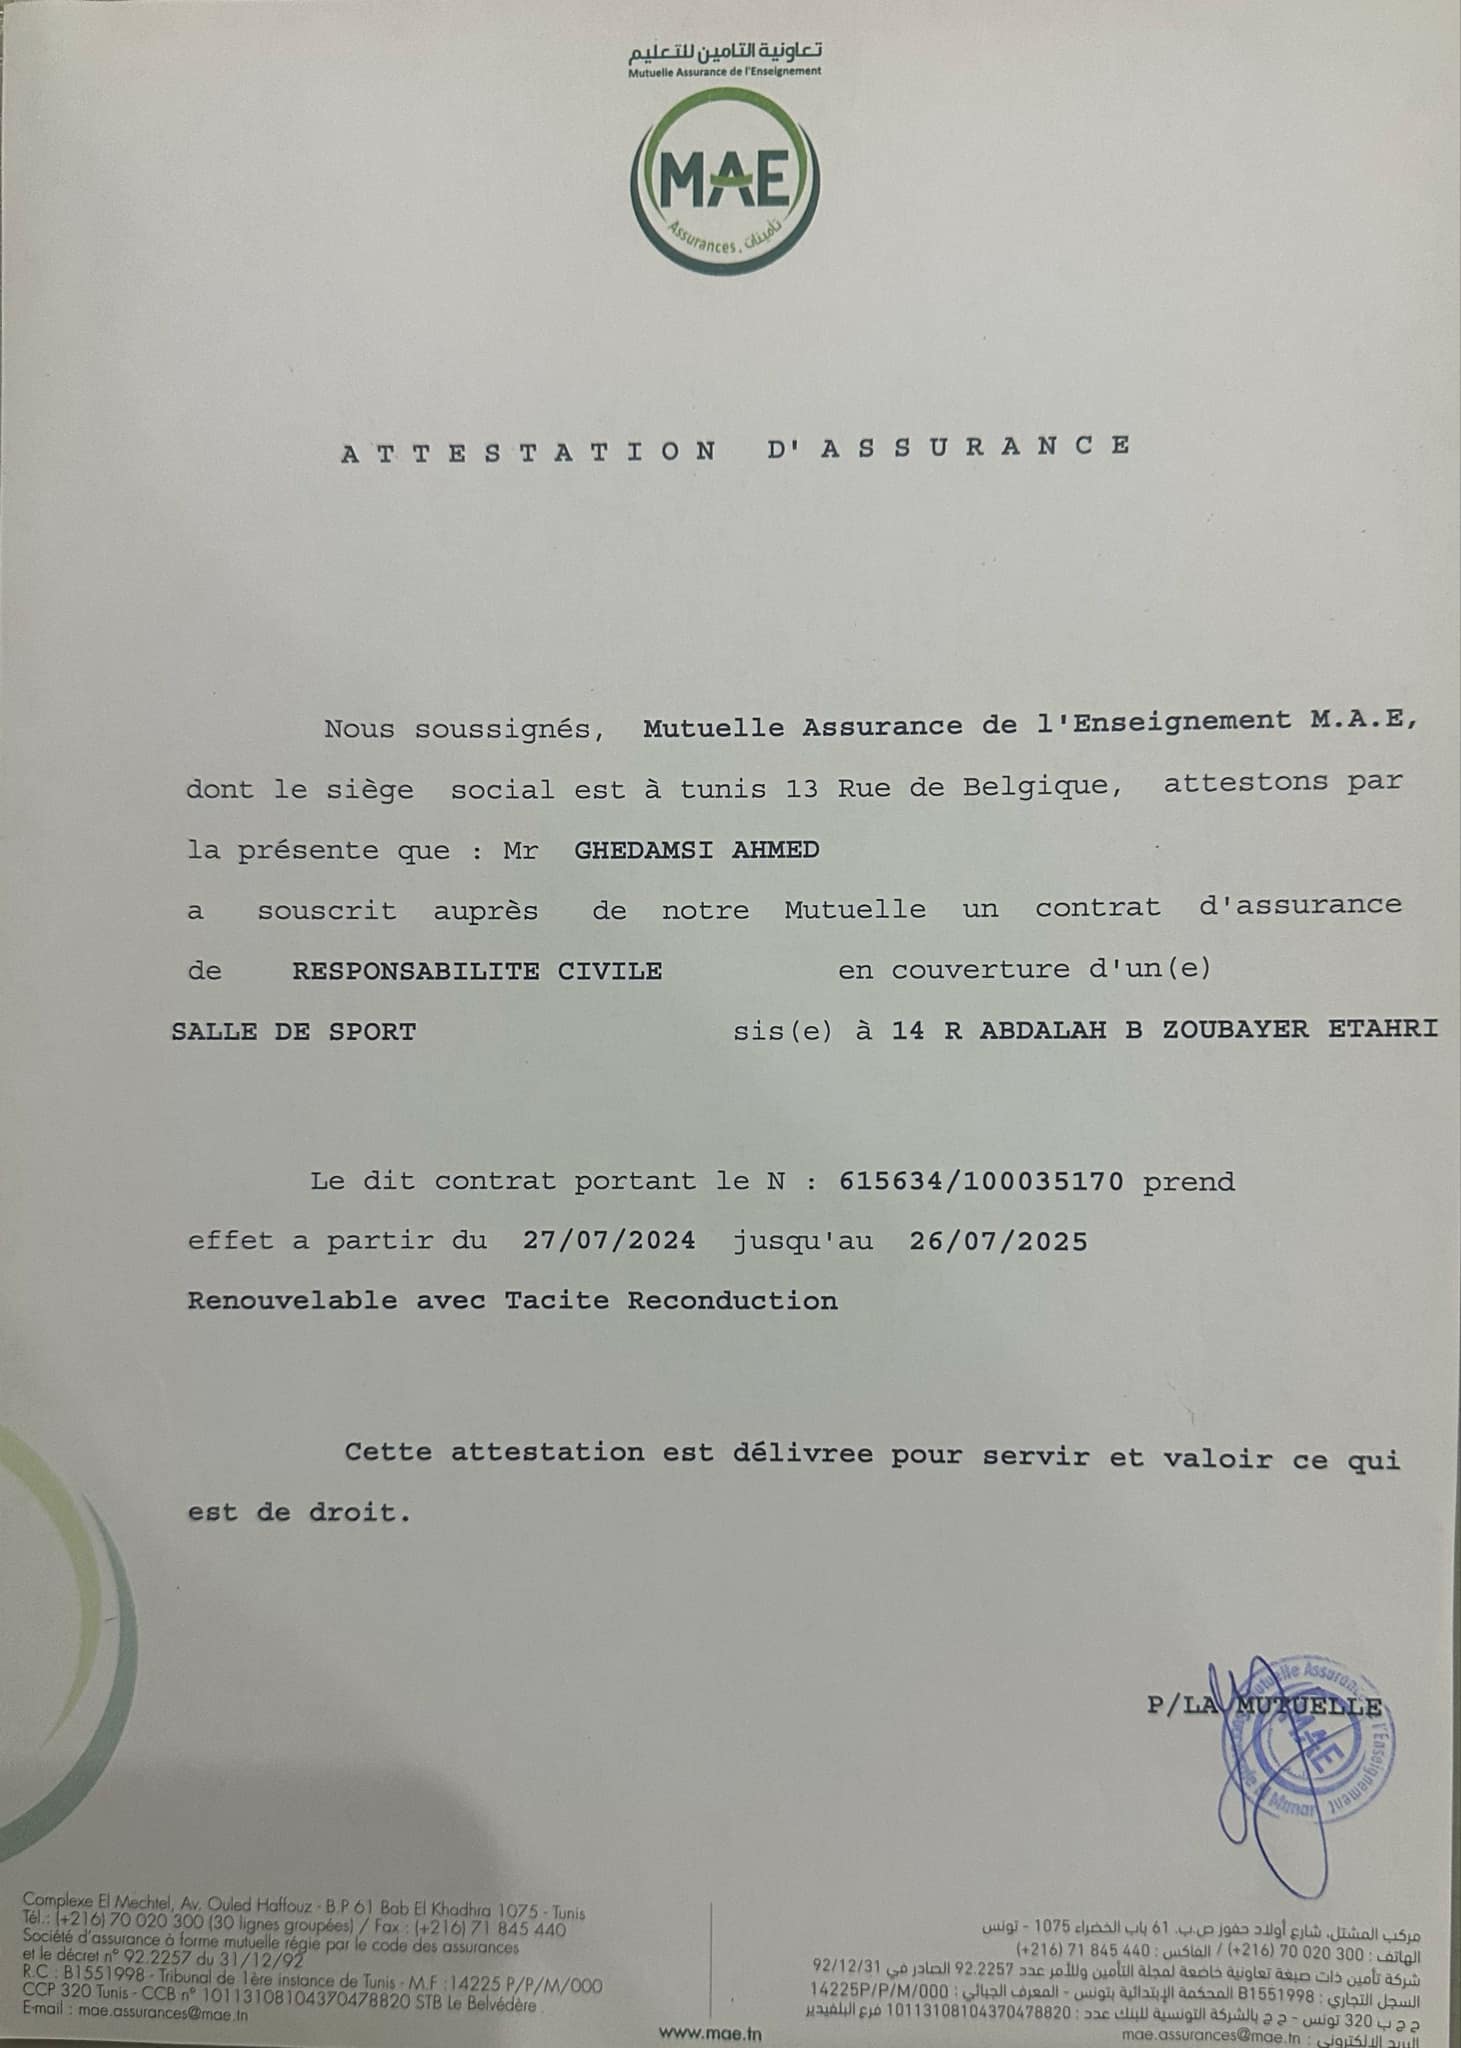 تعاونية التامين للتعليم
Mutuelle Assurance de l'Enseignement
MAE
Assurances . تأمينات
ATTESTATION D'ASSURANCE
Nous soussignés, Mutuelle Assurance de l'Enseignement M.A.E,
dont le siège social est à tunis 13 Rue de Belgique, attestons par
la présente que : Mr GHEDAMSI AHMED
a souscrit auprès de notre Mutuelle un contrat d'assurance
de RESPONSABILITE CIVILE en couverture d'un(e)
SALLE DE SPORT sis(e) à 14 R ABDALAH B ZOUBAYER ETAHRI
Le dit contrat portant le N : 615634/100035170 prend
effet a partir du 27/07/2024 jusqu'au 26/07/2025
Renouvelable avec Tacite Reconduction
Cette attestation est délivree pour servir et valoir ce qui
est de droit.
P/LA MUTUELLE
Mutuelle Assurance de l'Enseignement
MAE
El Manar
Complexe El Mechtel, Av. Ouled Haffouz - B.P 61 Bab El Khadhra 1075 - Tunis
Tél.: (+216) 70 020 300 (30 lignes groupées) / Fax : (+216) 71 845 440
Société d'assurance à forme mutuelle régie par le code des assurances
et le décret n° 92.2257 du 31/12/92
R.C : B1551998 - Tribunal de 1ère instance de Tunis - M.F : 14225 P/P/M/000
CCP 320 Tunis - CCB n° 10113108104370478820 STB Le Belvédère
E-mail : mae.assurances@mae.tn
www.mae.tn
مركب المشتل، شارع أولاد حفوز ص.ب. 61 باب الخضراء 1075 - تونس
الهاتف : 300 020 70 (216+) / الفاكس : 440 845 71 (216+)
شركة تأمين ذات صبغة تعاونية خاضعة لمجلة التأمين وللأمر عدد 92.2257 الصادر في 92/12/31
السجل التجاري : B1551998 المحكمة الإبتدائية بتونس - المعرف الجبائي : 14225P/P/M/000
ج ج ب 320 تونس - ج ج بالشركة التونسية للبنك عدد : 10113108104370478820 فرع البلفيدير
البريد الالكتروني : mae.assurances@mae.tn